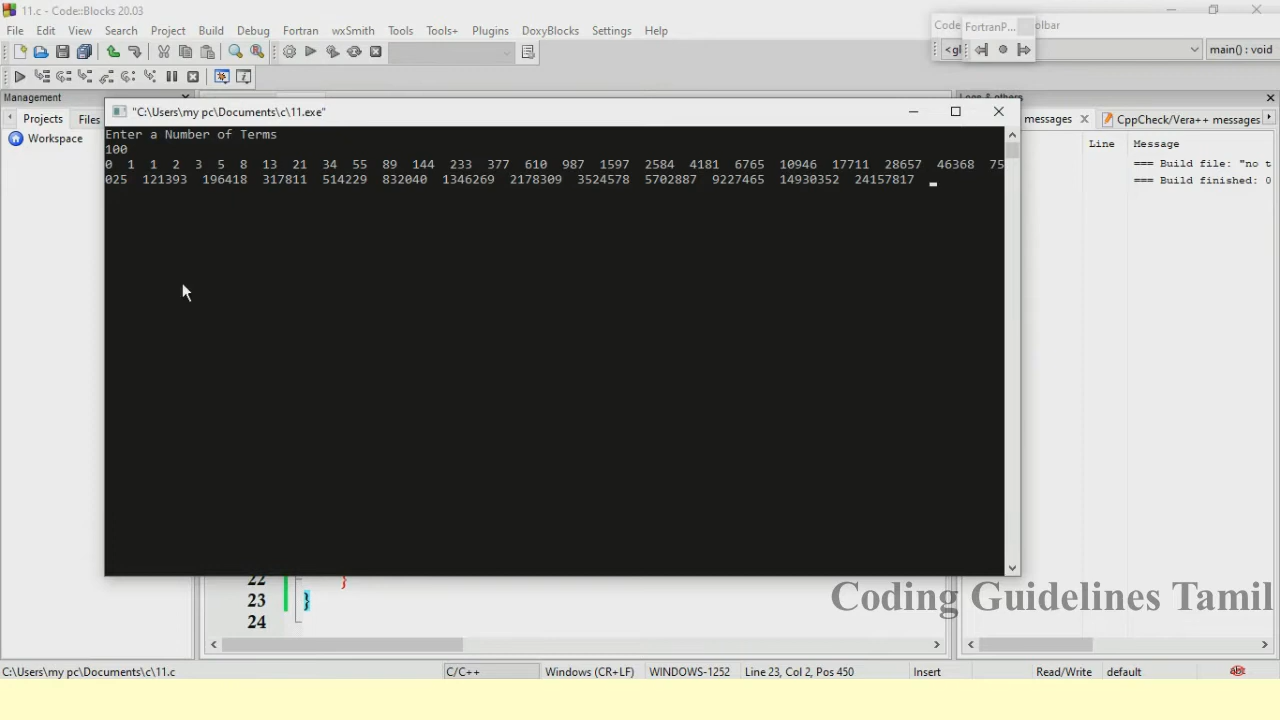 11.c - Code::Blocks 20.03
File Edit View Search Project Build Debug Fortran wxSmith Tools Tools+ Plugins DoxyBlocks Settings Help
Code FortranP... olbar
<gl main() : void
Management
Projects Files
Workspace
"C:\Users\my pc\Documents\c\11.exe"
Enter a Number of Terms
100
0 1 1 2 3 5 8 13 21 34 55 89 144 233 377 610 987 1597 2584 4181 6765 10946 17711 28657 46368 75
025 121393 196418 317811 514229 832040 1346269 2178309 3524578 5702887 9227465 14930352 24157817
Logs & others
messages CppCheck/Vera++ messages
Line Message
=== Build file: "no t
=== Build finished: 0
22 }
23 }
24
Coding Guidelines Tamil
C:\Users\my pc\Documents\c\11.c C/C++ Windows (CR+LF) WINDOWS-1252 Line 23, Col 2, Pos 450 Insert Read/Write default